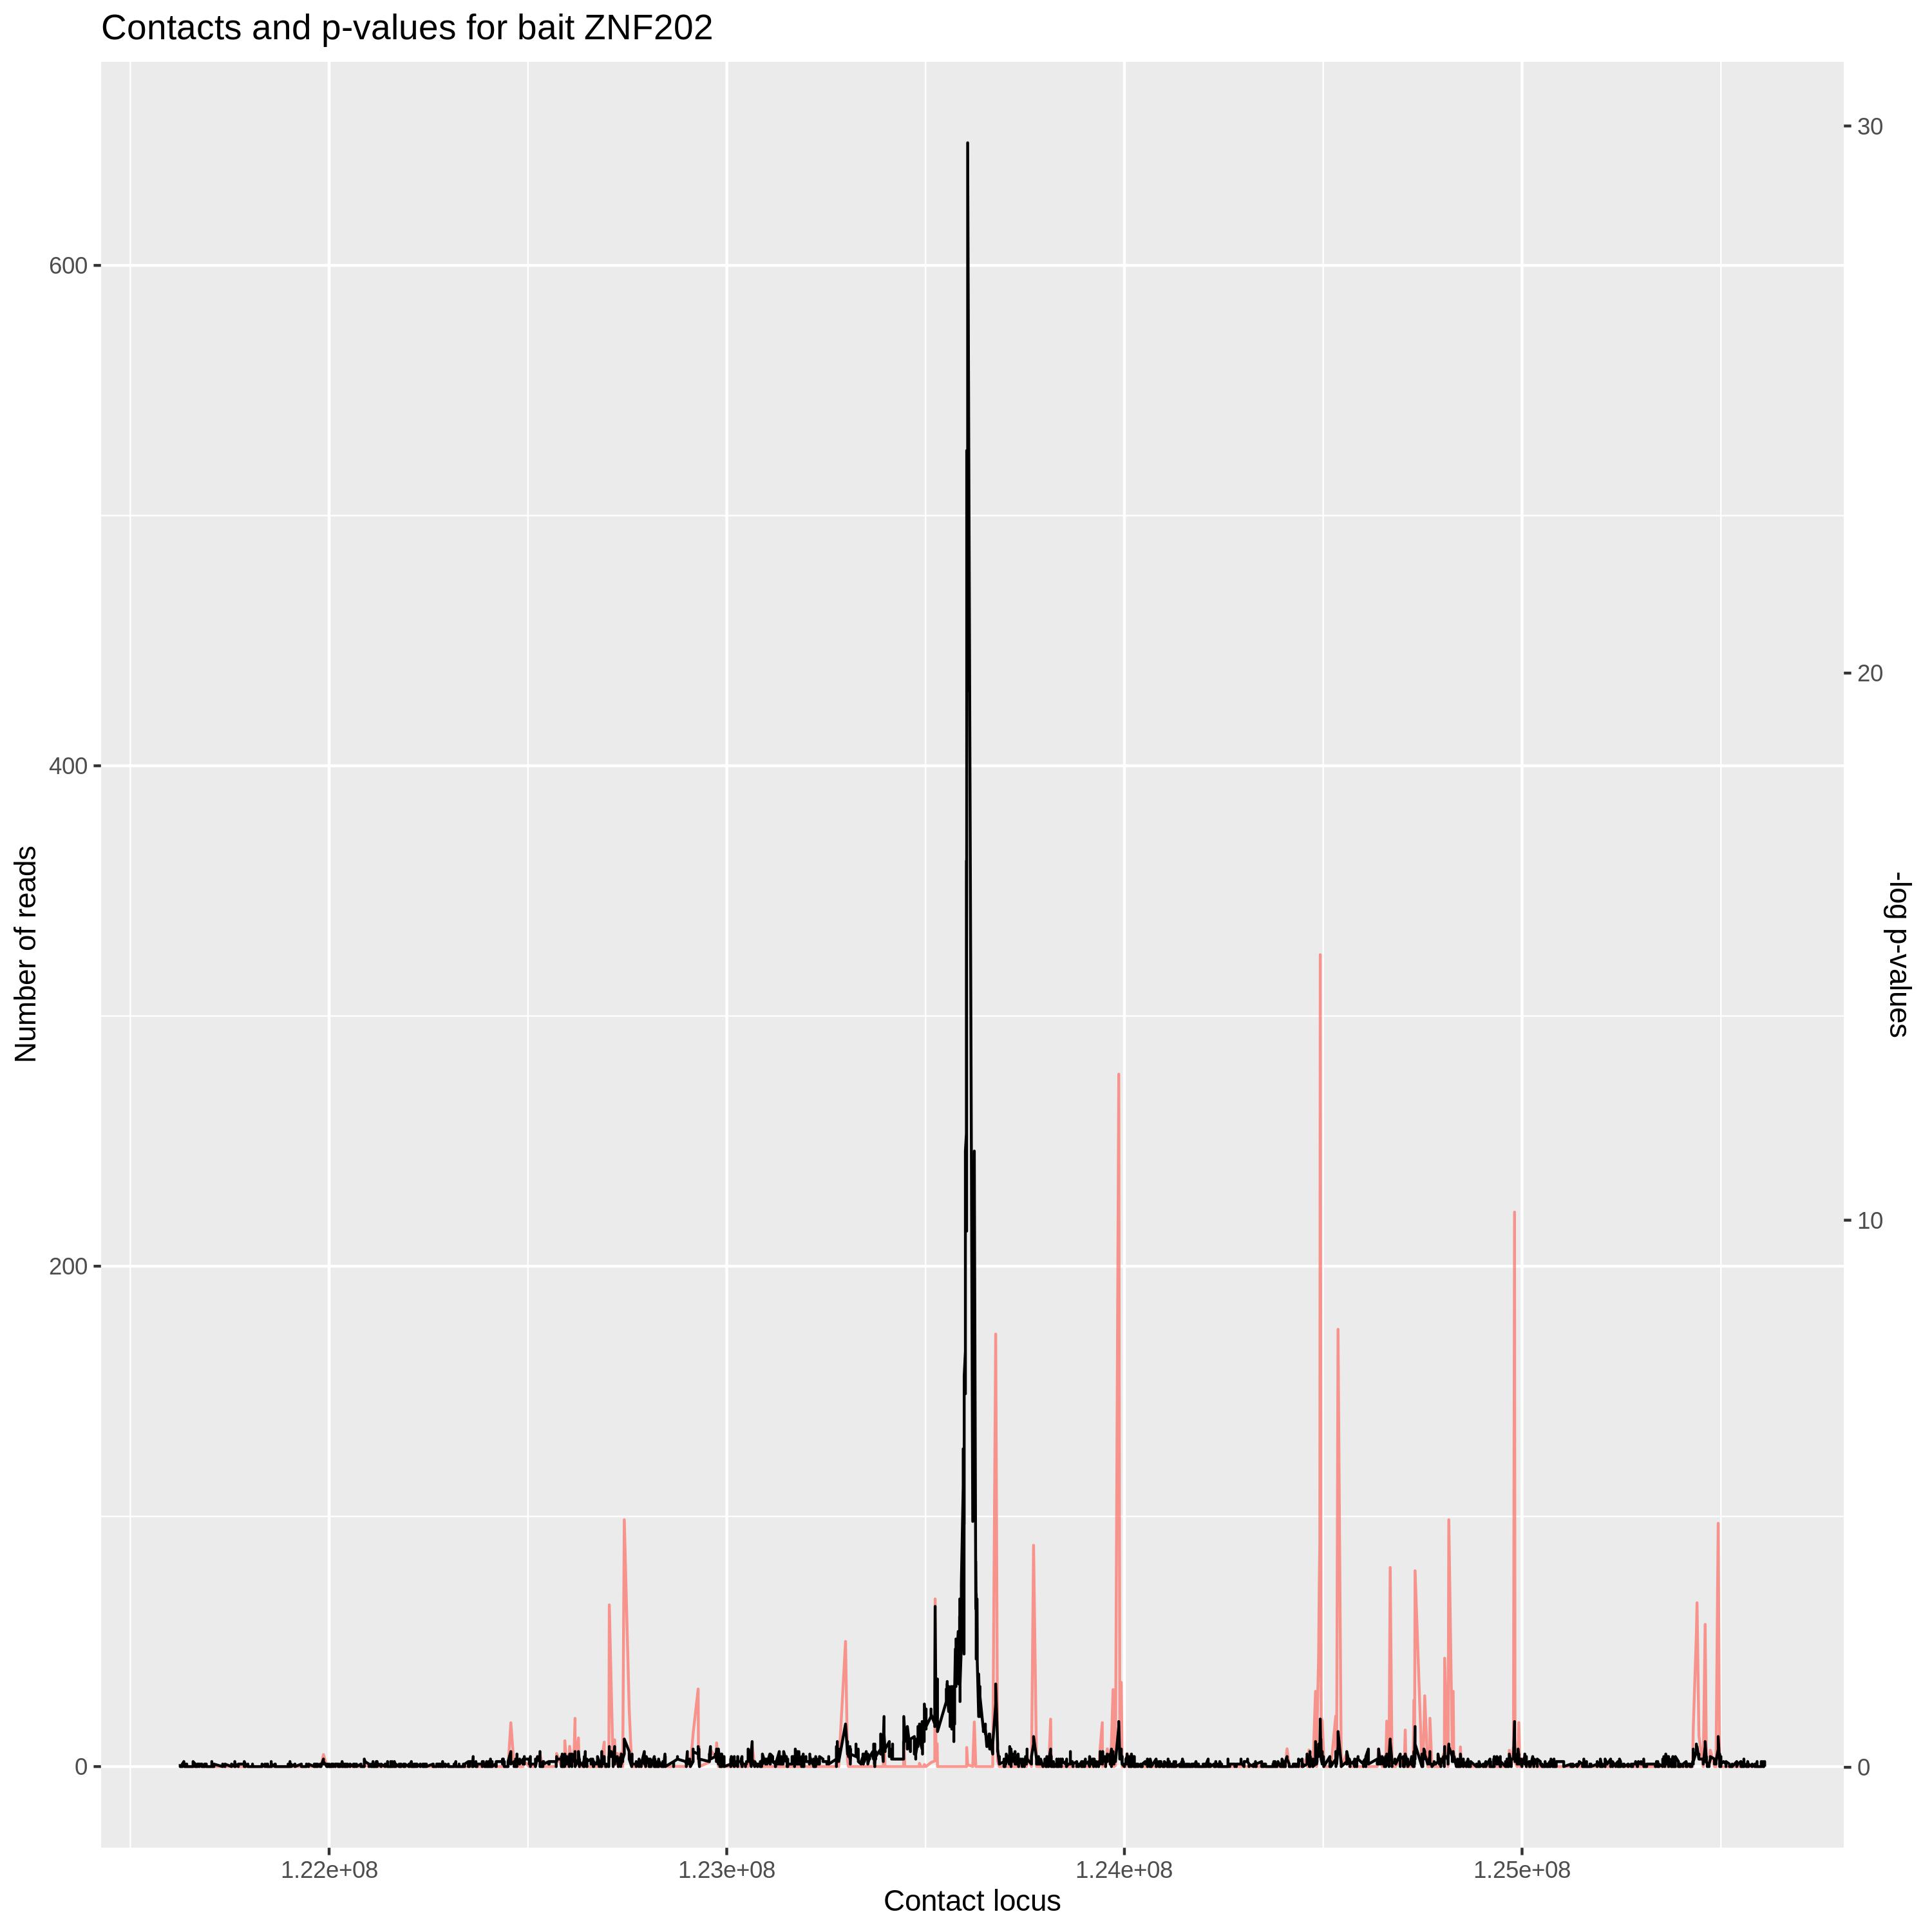 Contacts and p-values for bait ZNF202
30
600
20
400
Number of reads
-log p-values
10
200
0
0
1.22e+08
1.23e+08
1.24e+08
1.25e+08
Contact locus